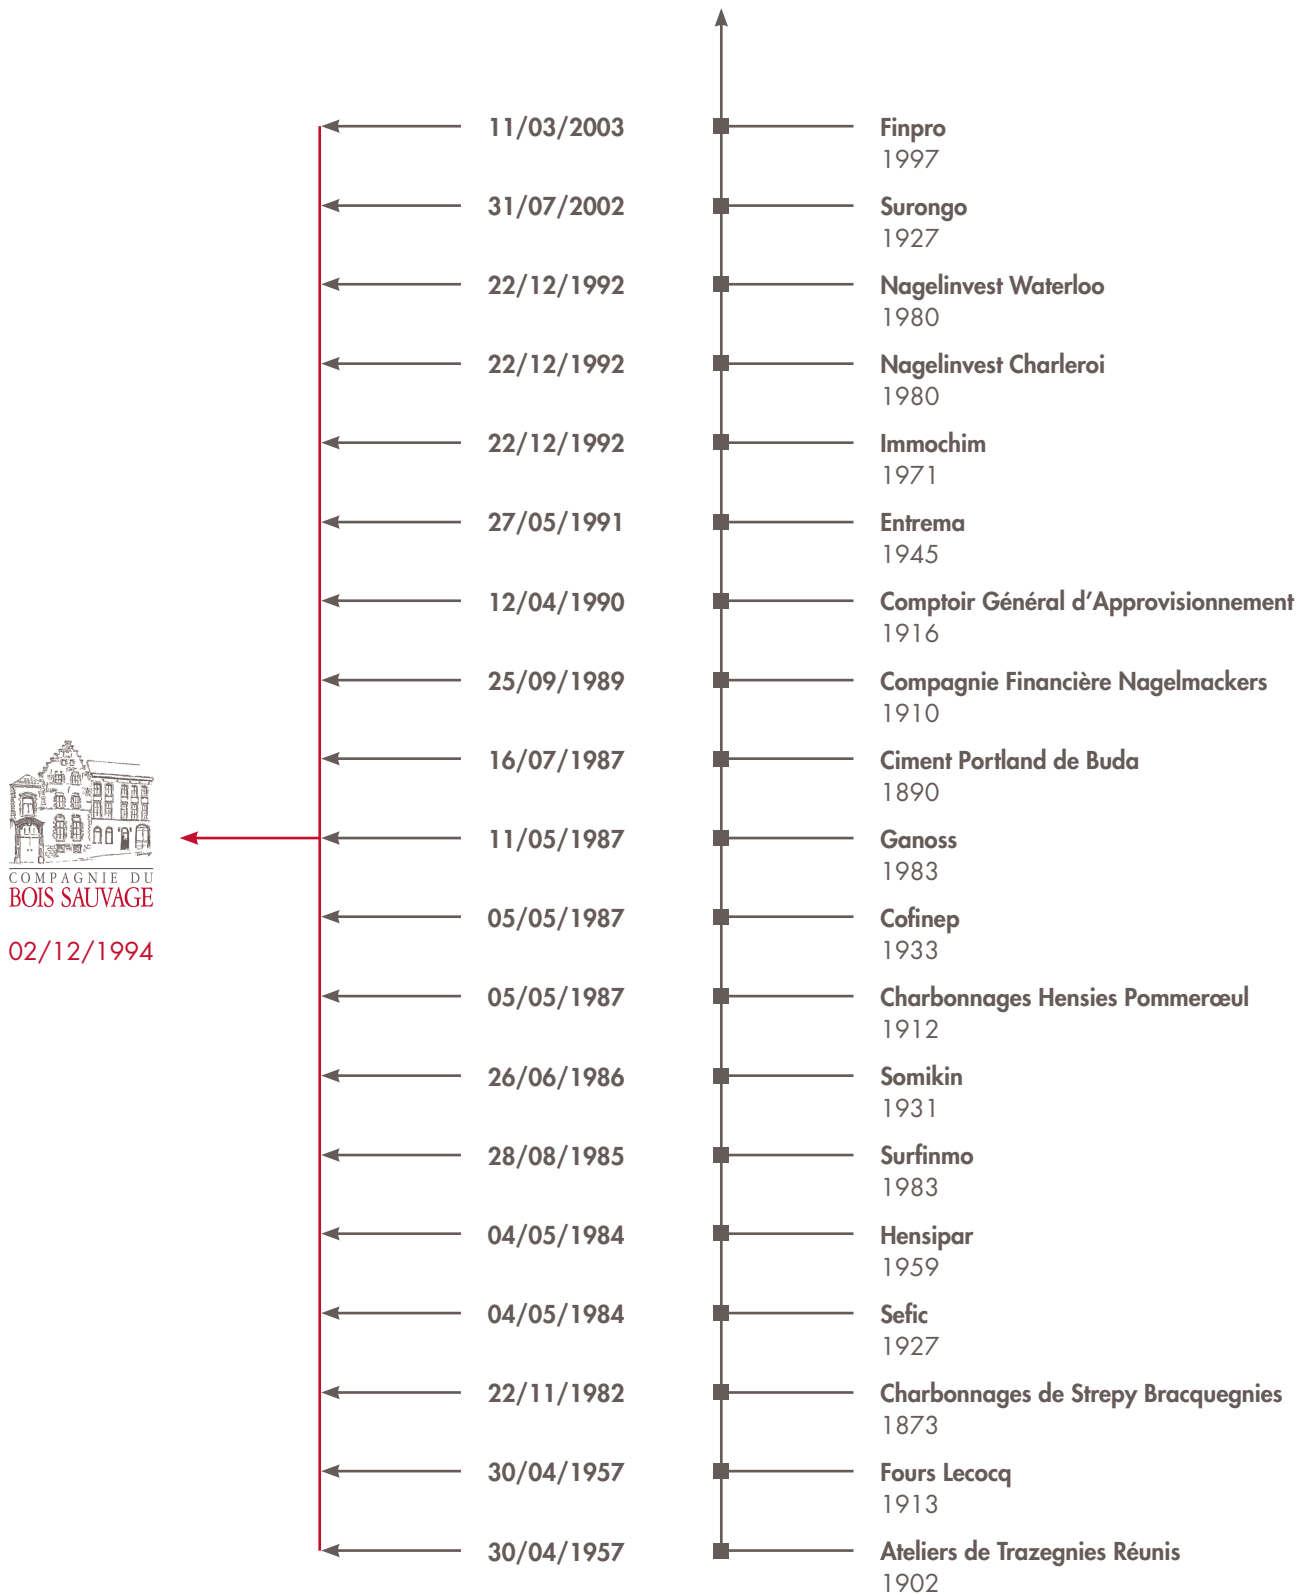 11/03/2003 Finpro
1997
31/07/2002 Surongo
1927
22/12/1992 Nagelinvest Waterloo
1980
22/12/1992 Nagelinvest Charleroi
1980
22/12/1992 Immochim
1971
27/05/1991 Entrema
1945
12/04/1990 Comptoir Général d’Approvisionnement
1916
25/09/1989 Compagnie Financière Nagelmackers
1910
16/07/1987 Ciment Portland de Buda
1890
11/05/1987 Ganoss
1983
COMPAGNIE DU
BOIS SAUVAGE
02/12/1994
05/05/1987 Cofinep
1933
05/05/1987 Charbonnages Hensies Pommerœul
1912
26/06/1986 Somikin
1931
28/08/1985 Surfinmo
1983
04/05/1984 Hensipar
1959
04/05/1984 Sefic
1927
22/11/1982 Charbonnages de Strepy Bracquegnies
1873
30/04/1957 Fours Lecocq
1913
30/04/1957 Ateliers de Trazegnies Réunis
1902